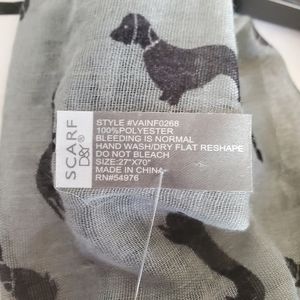 SCARF
D&Y®
STYLE #VAINF0268
100%POLYESTER
BLEEDING IS NORMAL
HAND WASH/DRY FLAT RESHAPE
DO NOT BLEACH
SIZE:27"X70"
MADE IN CHINA
RN#54976